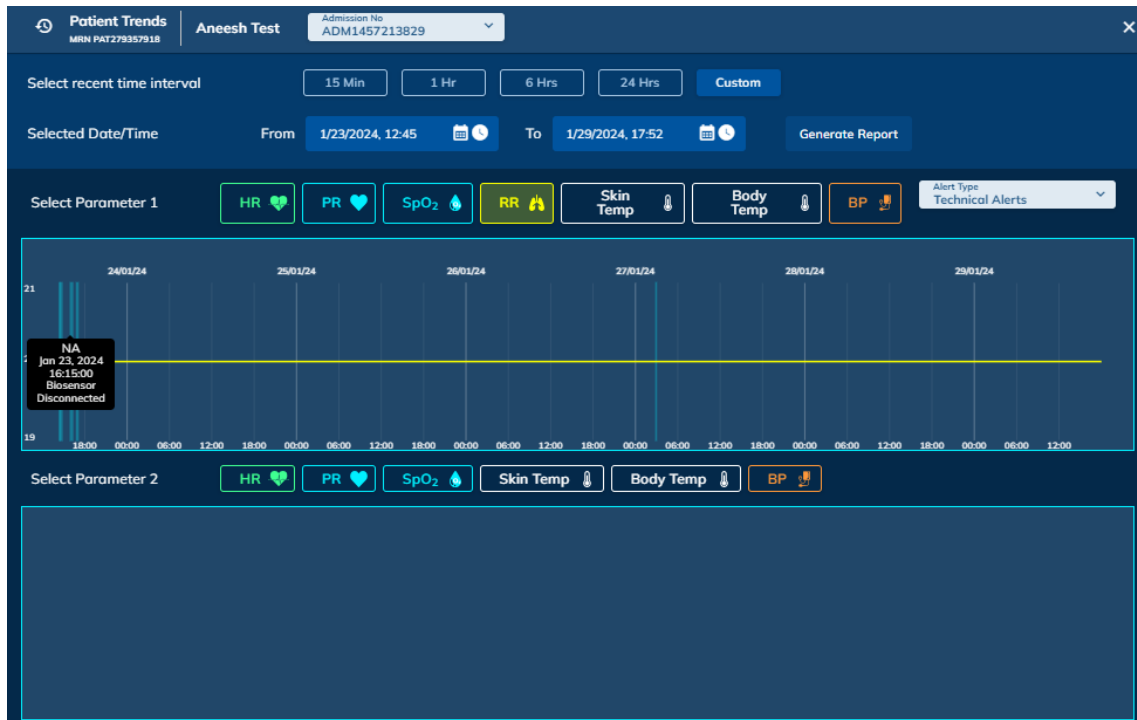 Patient Trends
MRN PAT279357918
Aneesh Test
Admission No
ADM1457213829
Select recent time interval
15 Min
1 Hr
6 Hrs
24 Hrs
Custom
Selected Date/Time
From
1/23/2024, 12:45
To
1/29/2024, 17:52
Generate Report
Select Parameter 1
HR
PR
SpO₂
RR
Skin Temp
Body Temp
BP
Alert Type
Technical Alerts
24/01/24 25/01/24 26/01/24 27/01/24 28/01/24 29/01/24
21
NA
Jan 23, 2024
16:15:00
Biosensor
Disconnected
19
18:00 00:00 06:00 12:00 18:00 00:00 06:00 12:00 18:00 00:00 06:00 12:00 18:00 00:00 06:00 12:00 18:00 00:00 06:00 12:00 18:00 00:00 06:00 12:00
Select Parameter 2
HR
PR
SpO₂
Skin Temp
Body Temp
BP